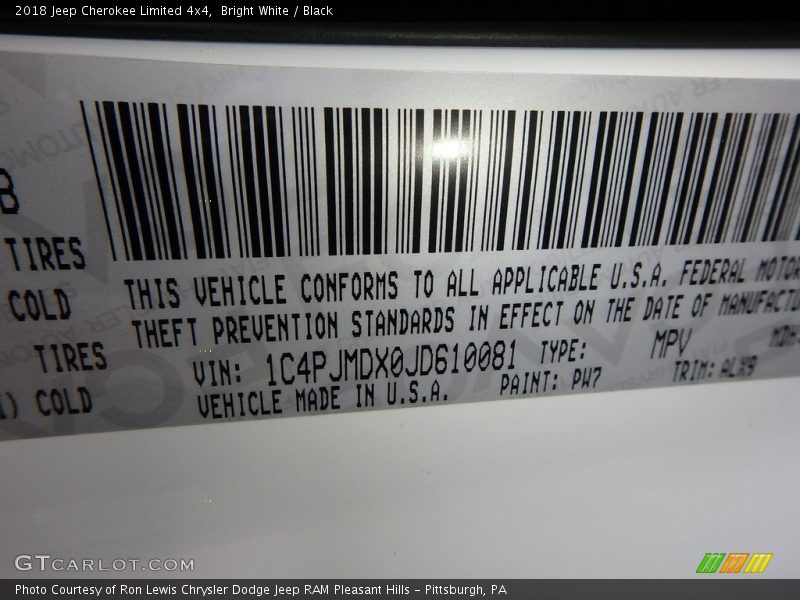 2018 Jeep Cherokee Limited 4x4,  Bright White / Black
B
TIRES
COLD
TIRES
COLD
THIS VEHICLE CONFORMS TO ALL APPLICABLE U.S.A. FEDERAL MOTOR
THEFT PREVENTION STANDARDS IN EFFECT ON THE DATE OF
VIN: 1C4PJMDX0JD610081 TYPE: MPV MDH:
VEHICLE MADE IN U.S.A. PAINT: PW7 TRIM: ALX9
GTCARLOT.COM
Photo Courtesy of Ron Lewis Chrysler Dodge Jeep RAM Pleasant Hills - Pittsburgh, PA